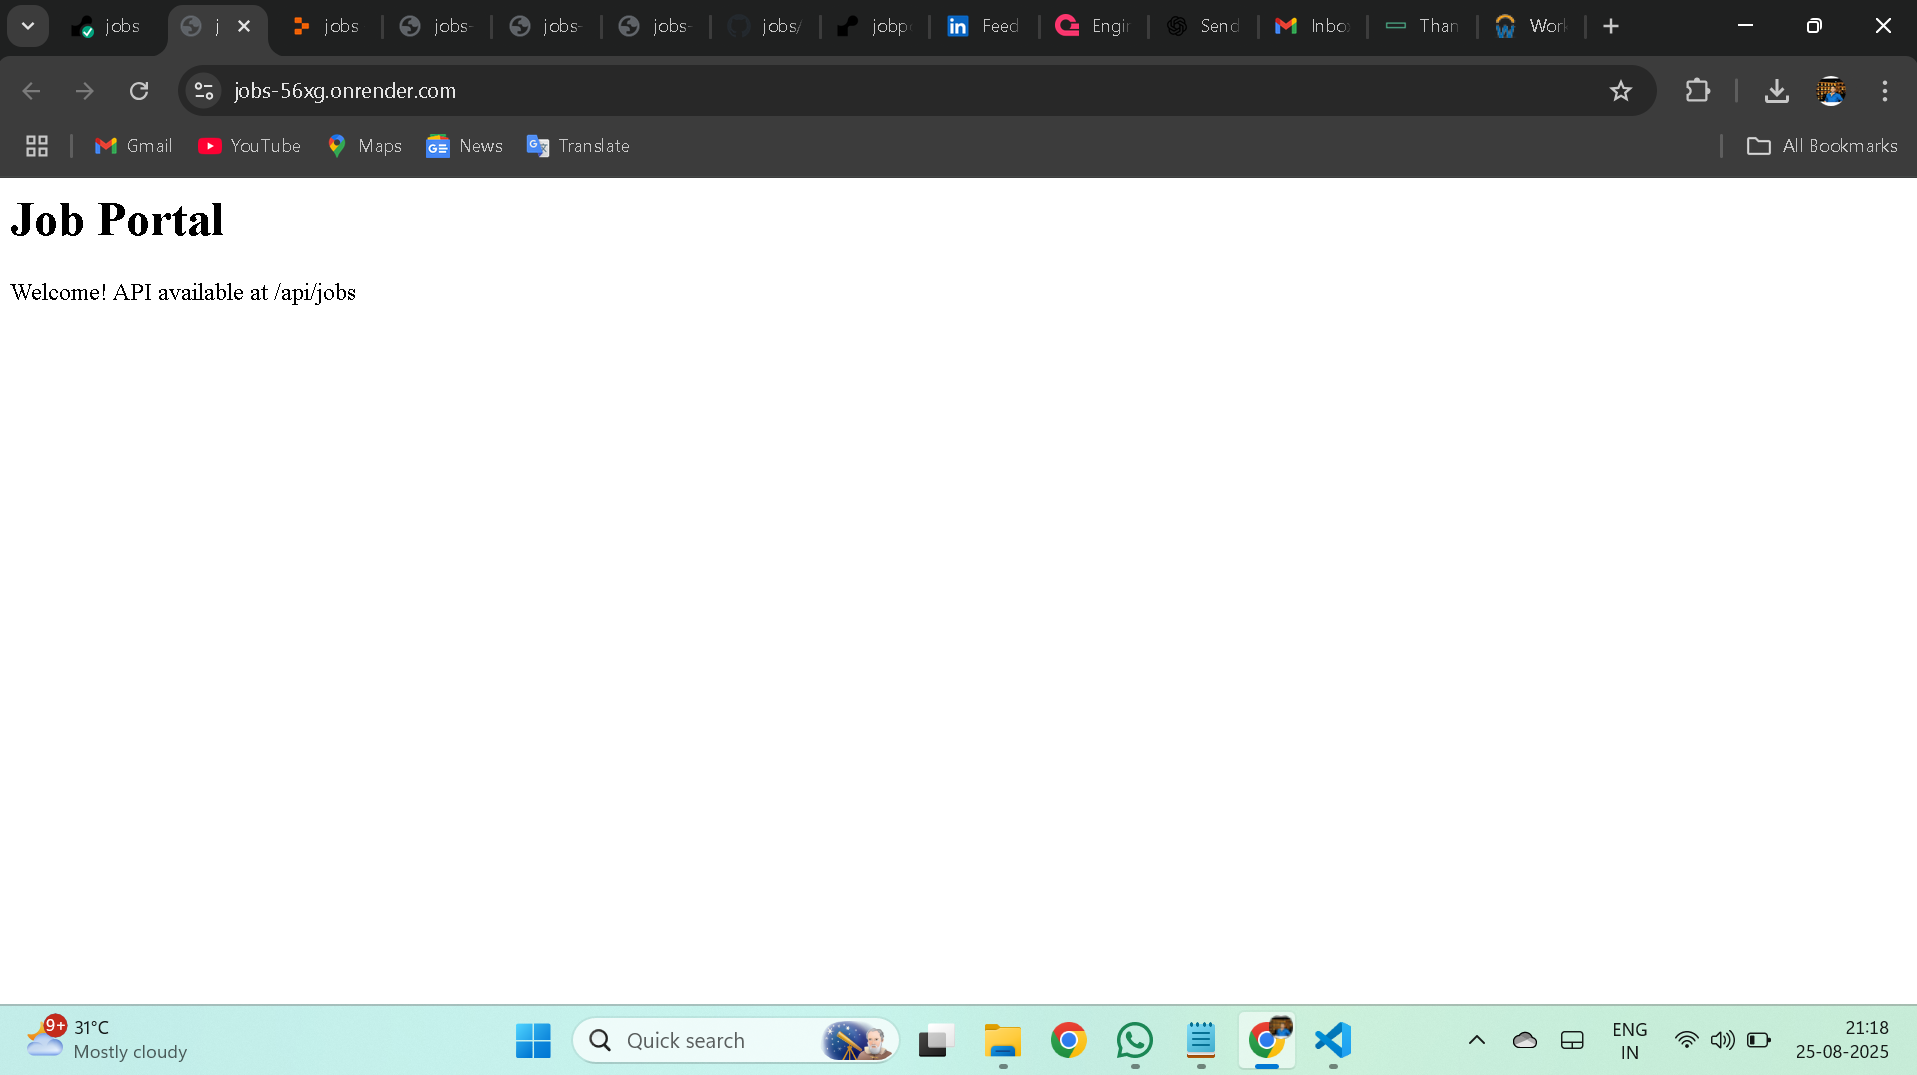 jobs
j
jobs
jobs-
jobs-
jobs-
jobs/
jobp
Feed
Engin
Send
Inbo
Than
Work
jobs-56xg.onrender.com
Gmail
YouTube
Maps
News
Translate
All Bookmarks
Job Portal
Welcome! API available at /api/jobs
9+
31°C
Mostly cloudy
Quick search
ENG
IN
21:18
25-08-2025